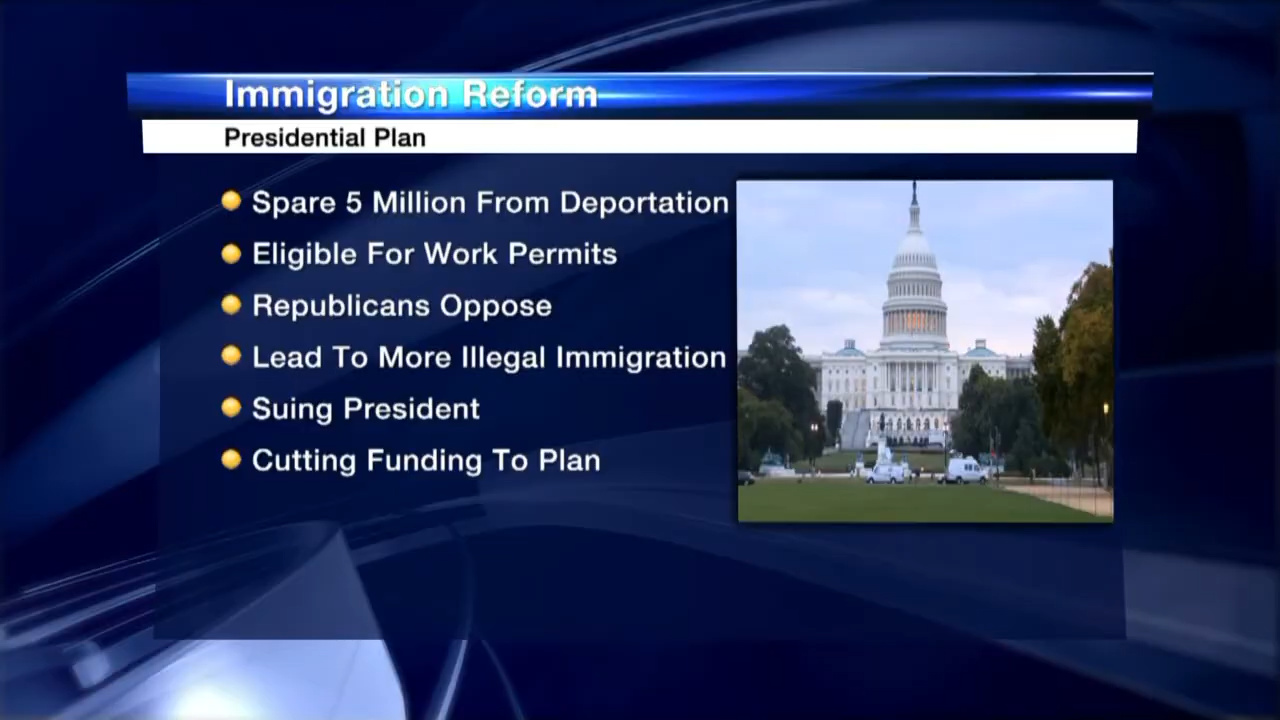 Immigration Reform
Presidential Plan
Spare 5 Million From Deportation
Eligible For Work Permits
Republicans Oppose
Lead To More Illegal Immigration
Suing President
Cutting Funding To Plan